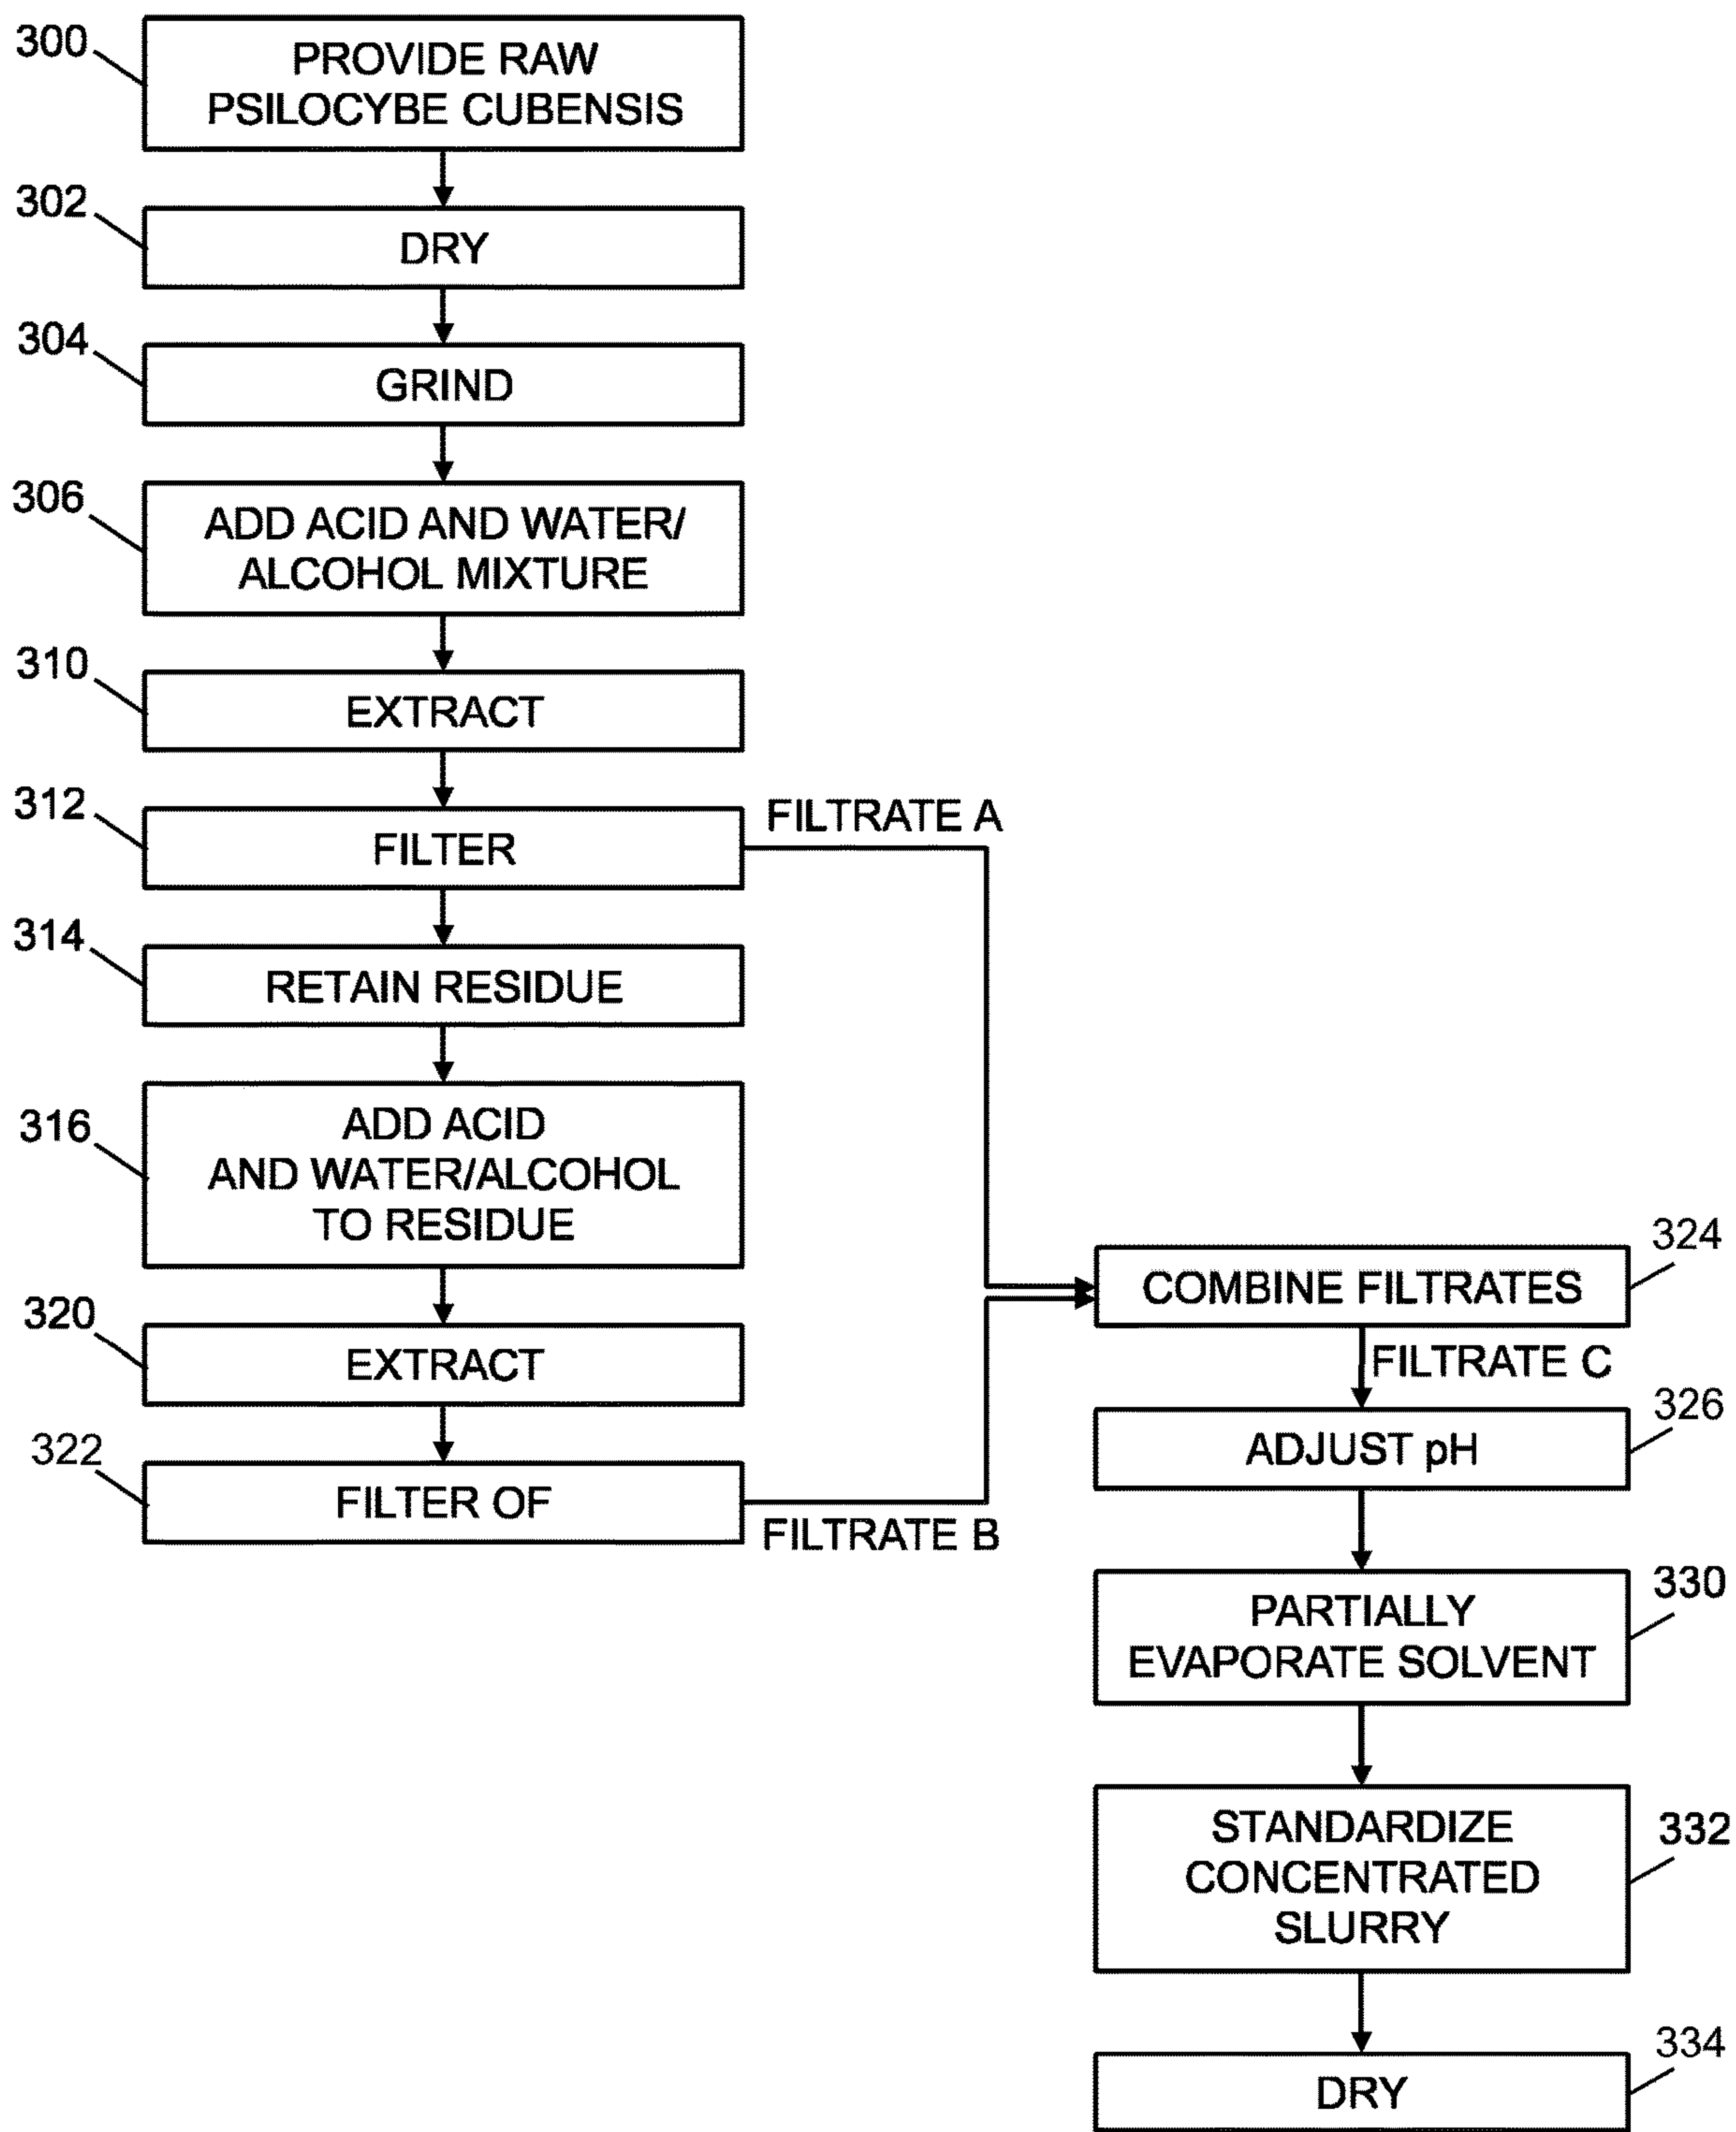 300
PROVIDE RAW
PSILOCYBE CUBENSIS
302
DRY
304
GRIND
306
ADD ACID AND WATER/
ALCOHOL MIXTURE
310
EXTRACT
312
FILTER
FILTRATE A
314
RETAIN RESIDUE
316
ADD ACID
AND WATER/ALCOHOL
TO RESIDUE
320
EXTRACT
322
FILTER OF
FILTRATE B
324
COMBINE FILTRATES
FILTRATE C
326
ADJUST pH
330
PARTIALLY
EVAPORATE SOLVENT
332
STANDARDIZE
CONCENTRATED
SLURRY
334
DRY